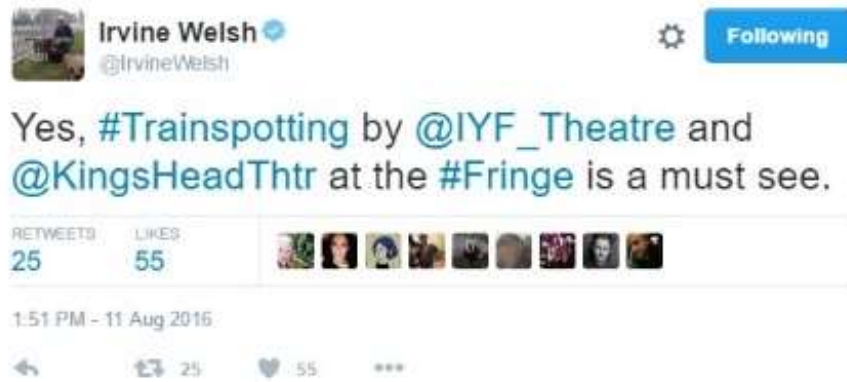 Irvine Welsh
@IrvineWelsh
Following
Yes, #Trainspotting by @IYF_Theatre and
@KingsHeadThtr at the #Fringe is a must see.
RETWEETS LIKES
25 55
1:51 PM - 11 Aug 2016
25 55